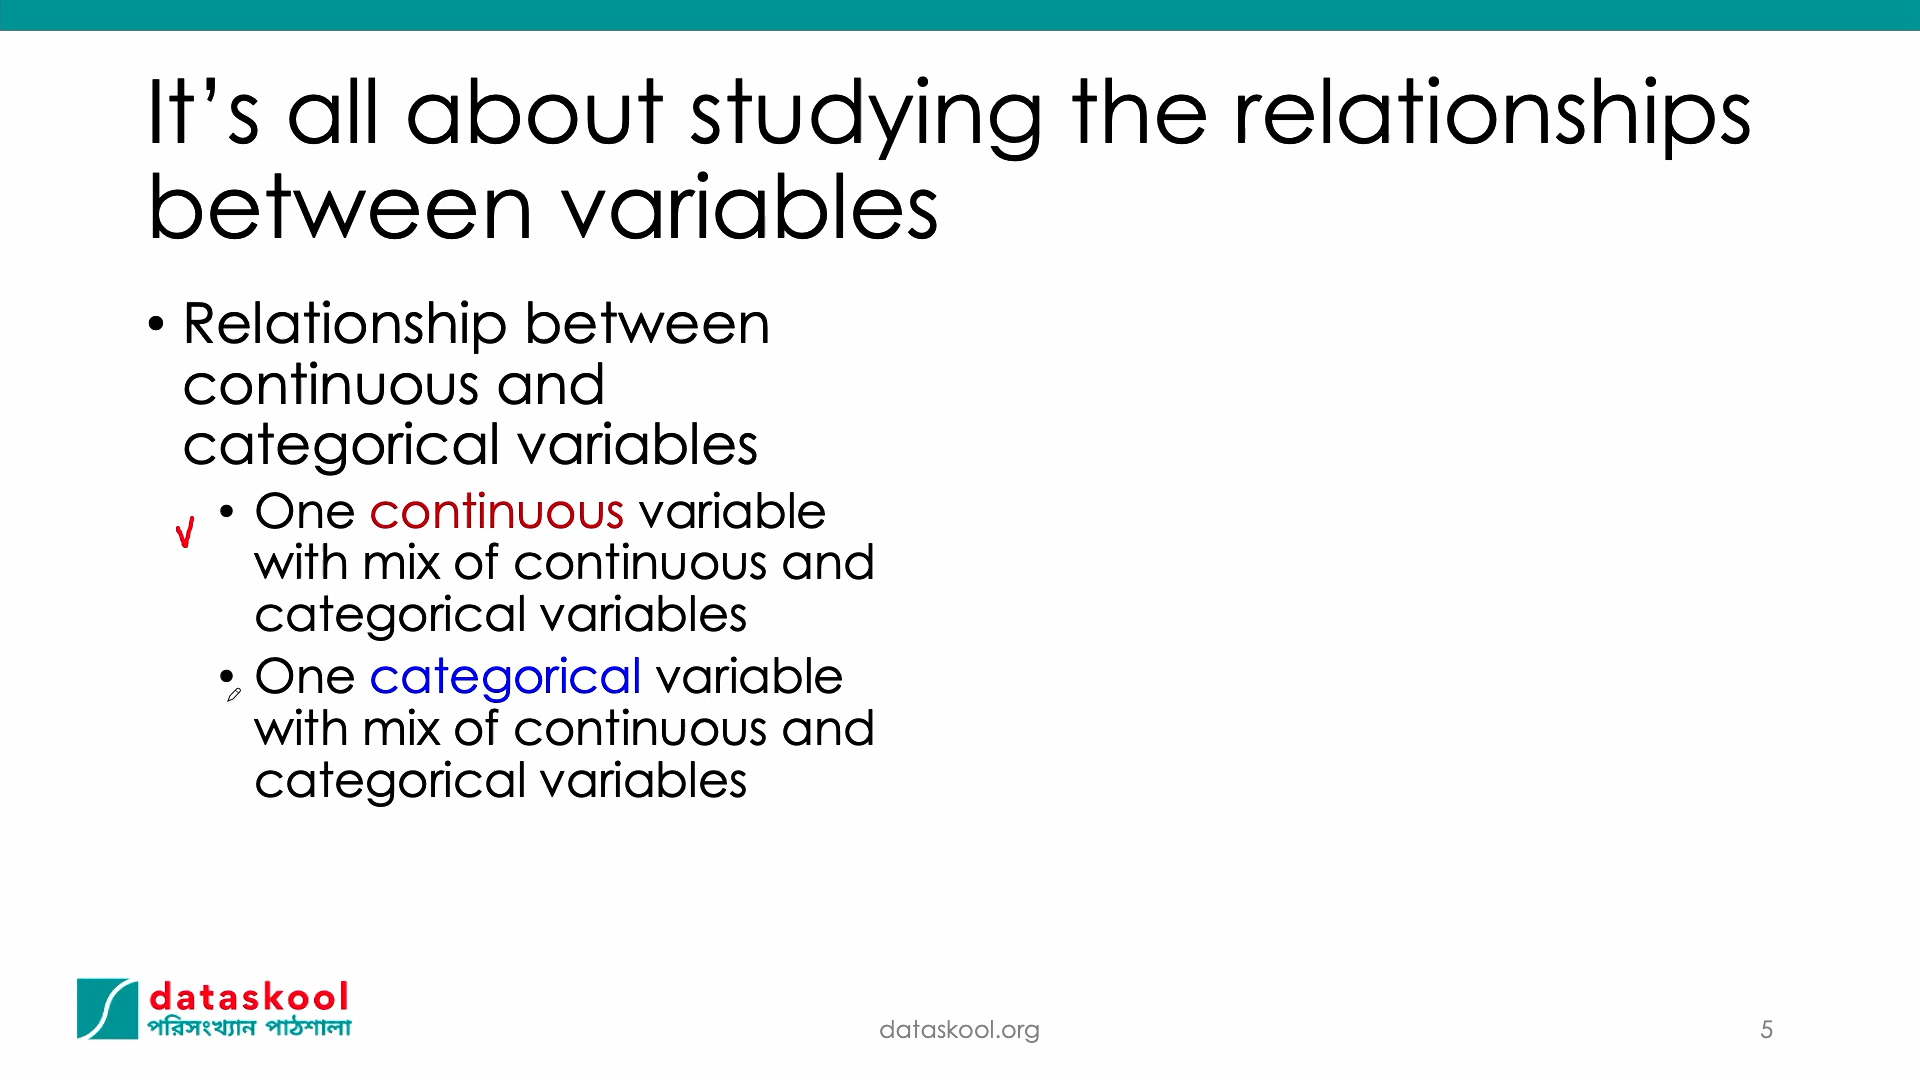 It’s all about studying the relationships
between variables
• Relationship between
continuous and
categorical variables
• One continuous variable
with mix of continuous and
categorical variables
• One categorical variable
with mix of continuous and
categorical variables
dataskool
পরিসংখ্যান পাঠশালা
dataskool.org
5